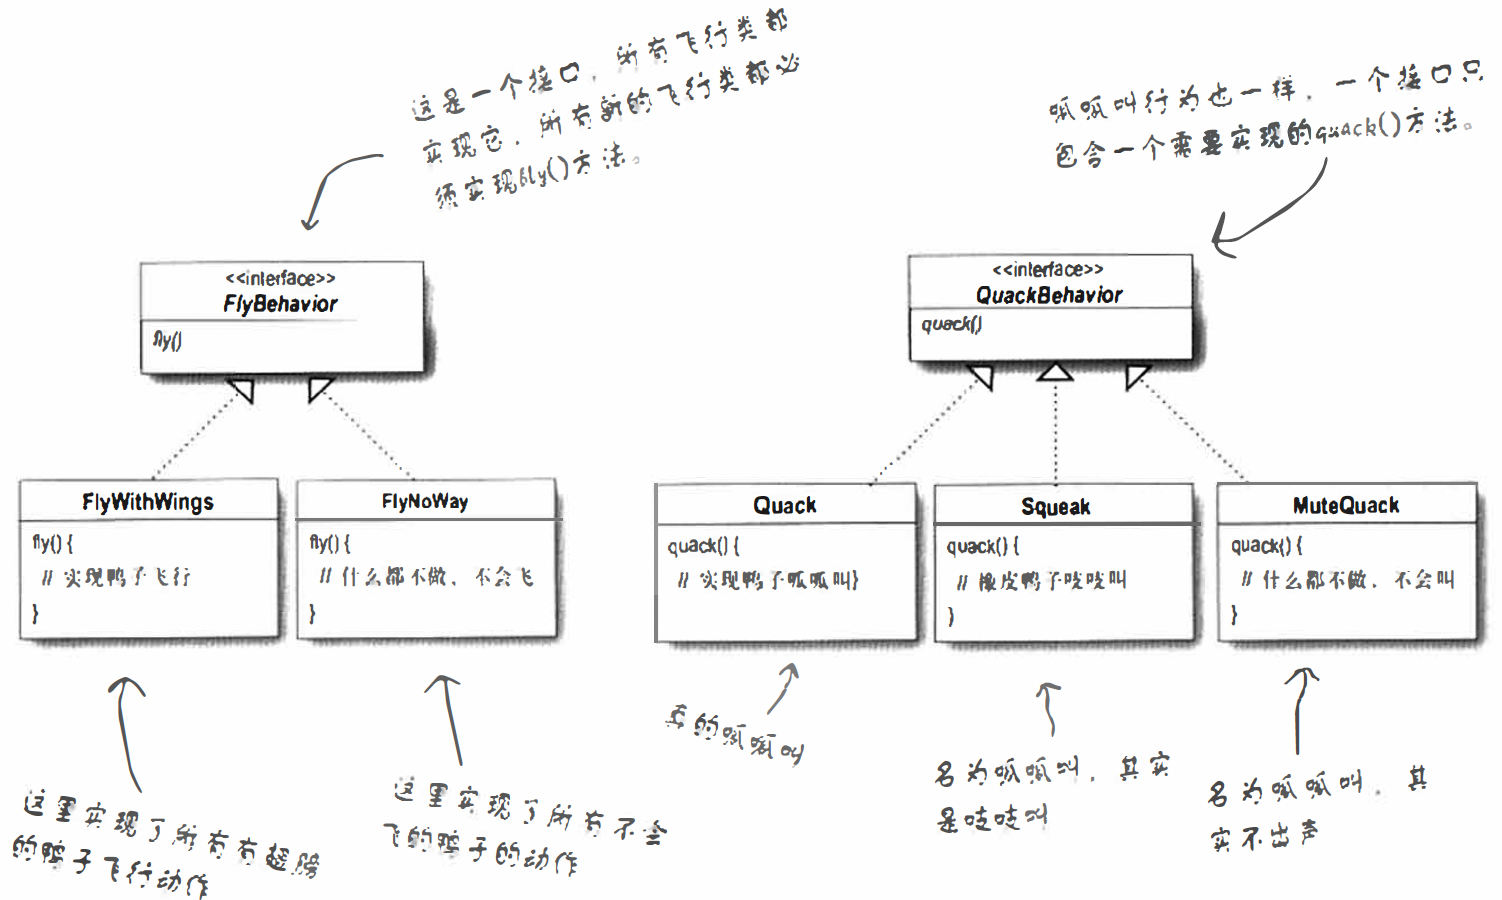 这是一个接口，所有飞行类都
实现它，所有新的飞行类都必
须实现fly()方法。
呱呱叫行为也一样，一个接口只
包含一个需要实现的quack()方法。
<<interface>>
FlyBehavior
fly()
<<interface>>
QuackBehavior
quack()
FlyWithWings
fly() {
// 实现鸭子飞行
}
FlyNoWay
fly() {
// 什么都不做，不会飞
}
Quack
quack() {
// 实现鸭子呱呱叫}
Squeak
quack() {
// 橡皮鸭子吱吱叫
}
MuteQuack
quack() {
// 什么都不做，不会叫
}
这里实现了所有有翅膀
的鸭子飞行动作
这里实现了所有不会
飞的鸭子的动作
真的呱呱叫
名为呱呱叫，其实
是吱吱叫
名为呱呱叫，其
实不出声